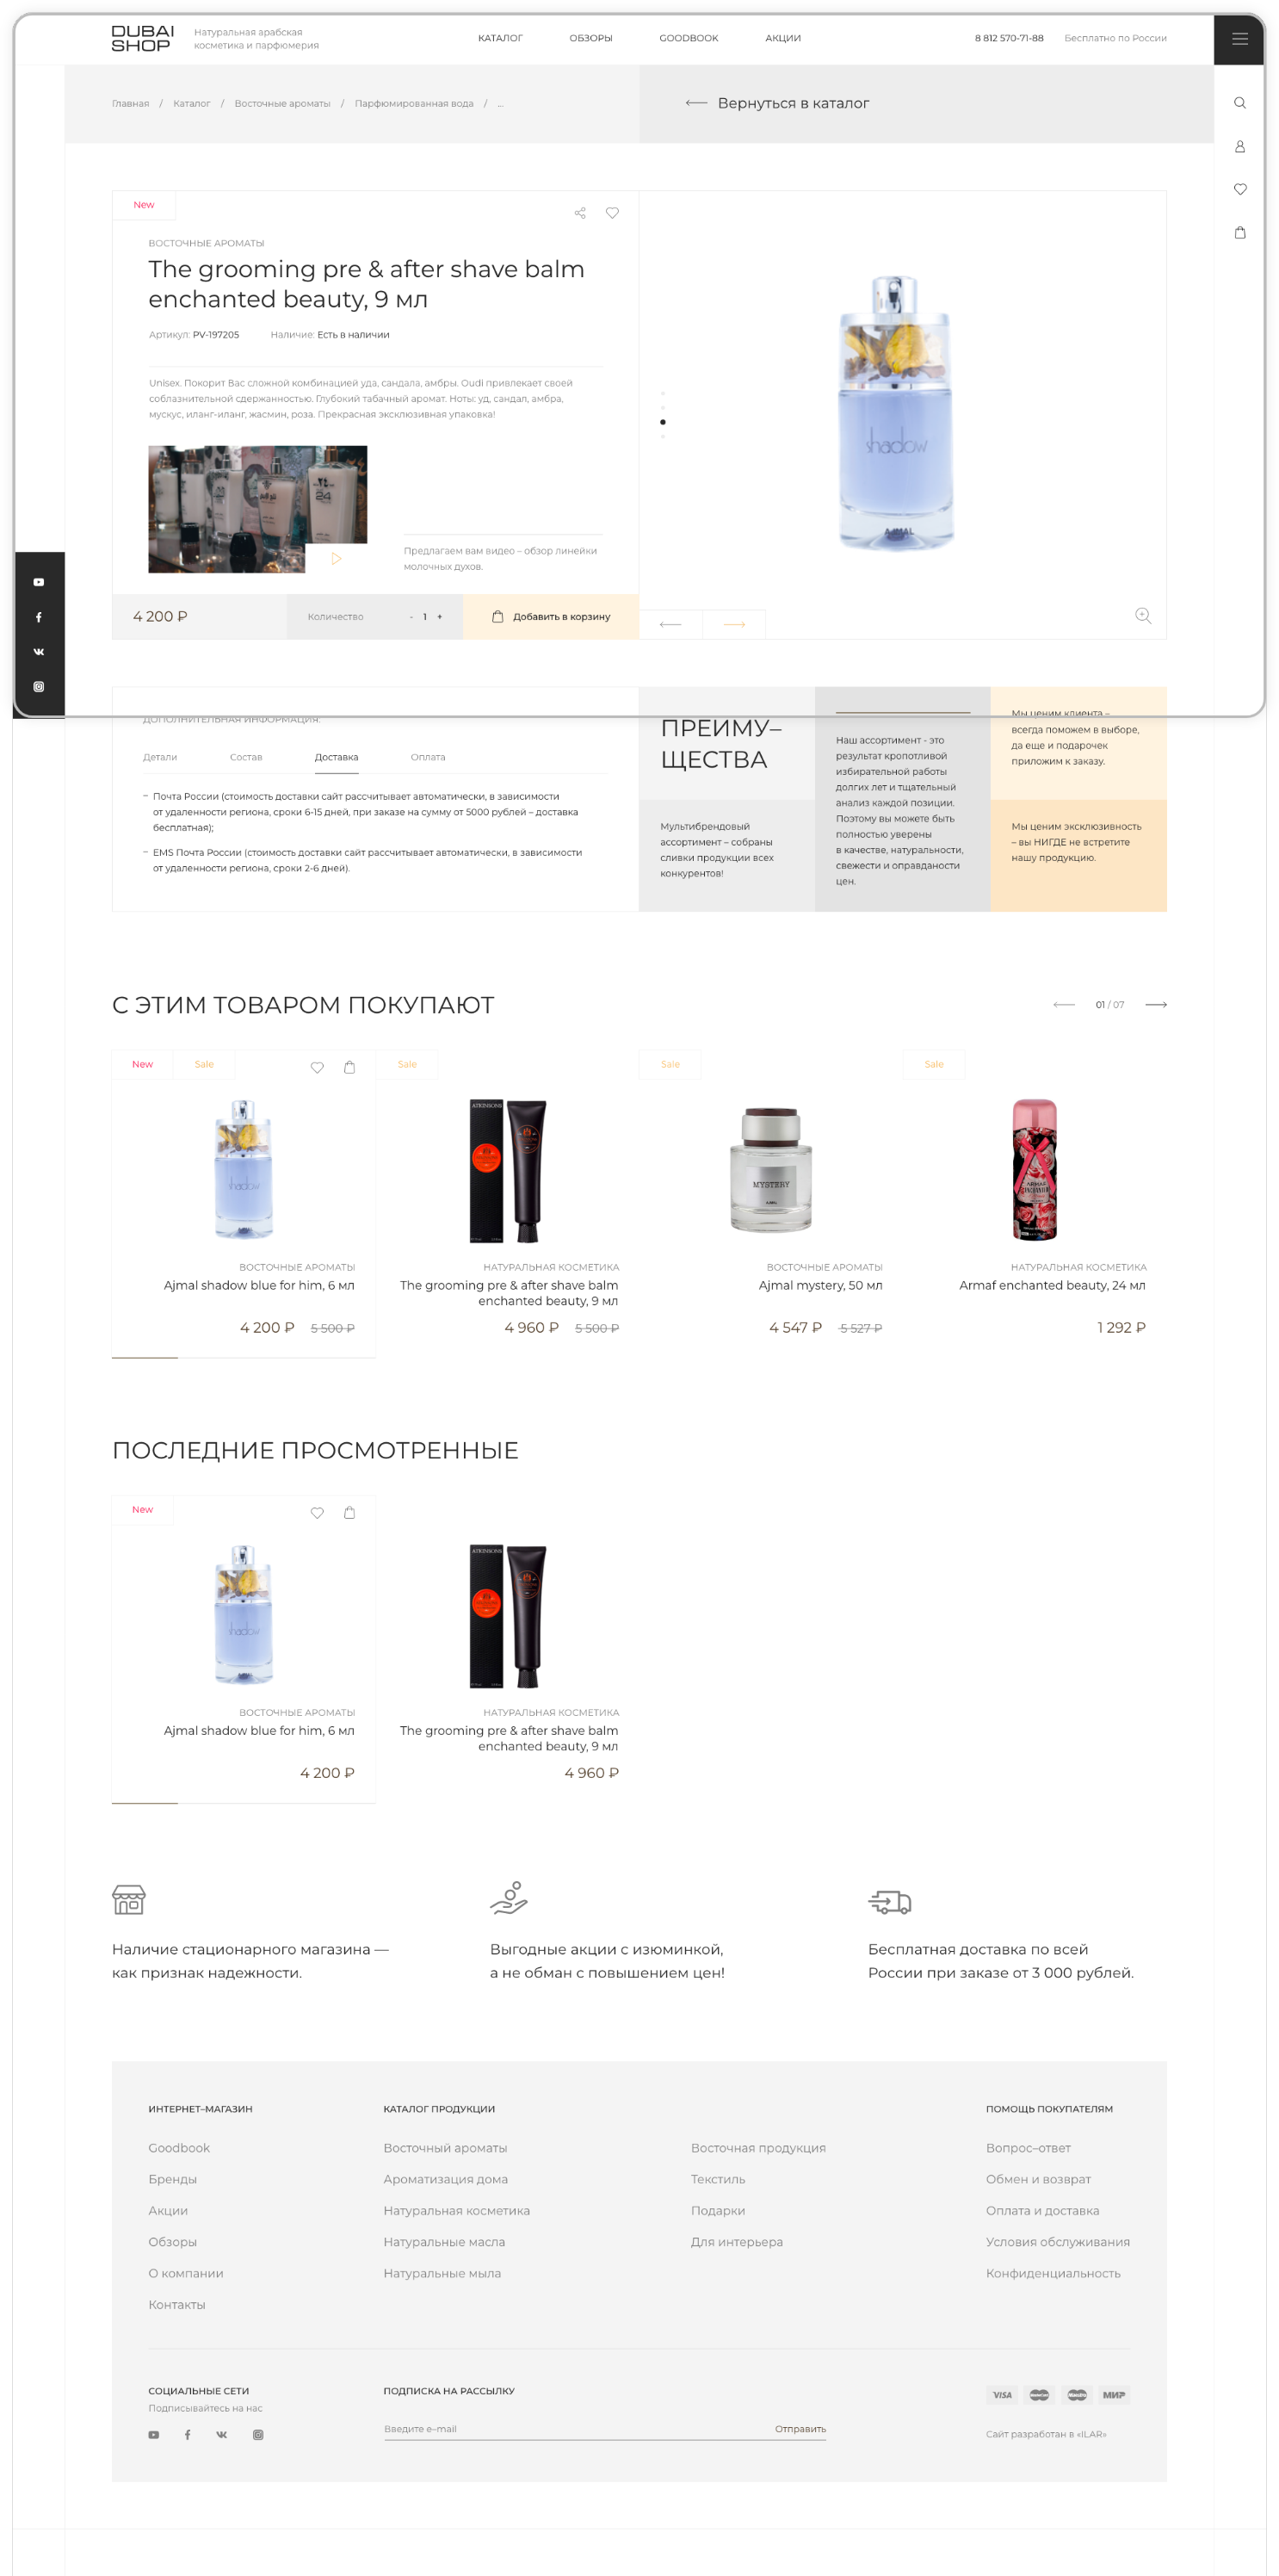 DUBAI
SHOP
Натуральная арабская
косметика и парфюмерия
КАТАЛОГ
ОБЗОРЫ
GOODBOOK
АКЦИИ
8 812 570-71-88
Бесплатно по России
Главная / Каталог / Восточные ароматы / Парфюмированная вода / ...
Вернуться в каталог
New
ВОСТОЧНЫЕ АРОМАТЫ
The grooming pre & after shave balm
enchanted beauty, 9 мл
Артикул: PV-197205
Наличие: Есть в наличии
Unisex. Покорит Вас сложной комбинацией уда, сандала, амбры. Oudi привлекает своей
соблазнительной сдержанностью. Глубокий табачный аромат. Ноты: уд, сандал, амбра,
мускус, иланг-иланг, жасмин, роза. Прекрасная эксклюзивная упаковка!
24
Предлагаем вам видео – обзор линейки
молочных духов.
4 200 ₽
Количество
- 1 +
Добавить в корзину
shadow
AJMAL
ДОПОЛНИТЕЛЬНАЯ ИНФОРМАЦИЯ:
Детали
Состав
Доставка
Оплата
– Почта России (стоимость доставки сайт рассчитывает автоматически, в зависимости
от удаленности региона, сроки 6-15 дней, при заказе на сумму от 5000 рублей – доставка
бесплатная);
– EMS Почта России (стоимость доставки сайт рассчитывает автоматически, в зависимости
от удаленности региона, сроки 2-6 дней).
ПРЕИМУ–
ЩЕСТВА
Мультибрендовый
ассортимент – собраны
сливки продукции всех
конкурентов!
Наш ассортимент - это
результат кропотливой
избирательной работы
долгих лет и тщательный
анализ каждой позиции.
Поэтому вы можете быть
полностью уверены
в качестве, натуральности,
свежести и оправданости
цен.
Мы ценим клиента –
всегда поможем в выборе,
да еще и подарочек
приложим к заказу.
Мы ценим эксклюзивность
– вы НИГДЕ не встретите
нашу продукцию.
С ЭТИМ ТОВАРОМ ПОКУПАЮТ
01 / 07
New
Sale
shadow
ВОСТОЧНЫЕ АРОМАТЫ
Ajmal shadow blue for him, 6 мл
4 200 ₽ 5 500 ₽
Sale
ATKINSONS
НАТУРАЛЬНАЯ КОСМЕТИКА
The grooming pre & after shave balm
enchanted beauty, 9 мл
4 960 ₽ 5 500 ₽
Sale
MYSTERY
ВОСТОЧНЫЕ АРОМАТЫ
Ajmal mystery, 50 мл
4 547 ₽ 5 527 ₽
Sale
ARMAF
ENCHANTED
НАТУРАЛЬНАЯ КОСМЕТИКА
Armaf enchanted beauty, 24 мл
1 292 ₽
ПОСЛЕДНИЕ ПРОСМОТРЕННЫЕ
New
shadow
ВОСТОЧНЫЕ АРОМАТЫ
Ajmal shadow blue for him, 6 мл
4 200 ₽
ATKINSONS
НАТУРАЛЬНАЯ КОСМЕТИКА
The grooming pre & after shave balm
enchanted beauty, 9 мл
4 960 ₽
Наличие стационарного магазина —
как признак надежности.
Выгодные акции с изюминкой,
а не обман с повышением цен!
Бесплатная доставка по всей
России при заказе от 3 000 рублей.
ИНТЕРНЕТ–МАГАЗИН
Goodbook
Бренды
Акции
Обзоры
О компании
Контакты
КАТАЛОГ ПРОДУКЦИИ
Восточный ароматы
Ароматизация дома
Натуральная косметика
Натуральные масла
Натуральные мыла
Восточная продукция
Текстиль
Подарки
Для интерьера
ПОМОЩЬ ПОКУПАТЕЛЯМ
Вопрос–ответ
Обмен и возврат
Оплата и доставка
Условия обслуживания
Конфиденциальность
СОЦИАЛЬНЫЕ СЕТИ
Подписывайтесь на нас
ПОДПИСКА НА РАССЫЛКУ
Введите e–mail
Отправить
VISA
MasterCard
Maestro
МИР
Сайт разработан в «ILAR»